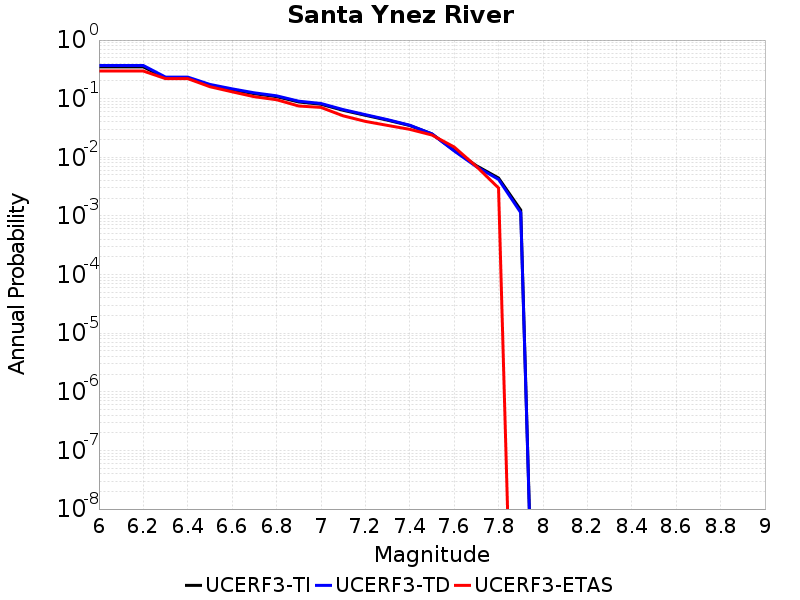 Santa Ynez River
Annual Probability
10^0
10^-1
10^-2
10^-3
10^-4
10^-5
10^-6
10^-7
10^-8
6 6.2 6.4 6.6 6.8 7 7.2 7.4 7.6 7.8 8 8.2 8.4 8.6 8.8 9
Magnitude
UCERF3-TI UCERF3-TD UCERF3-ETAS